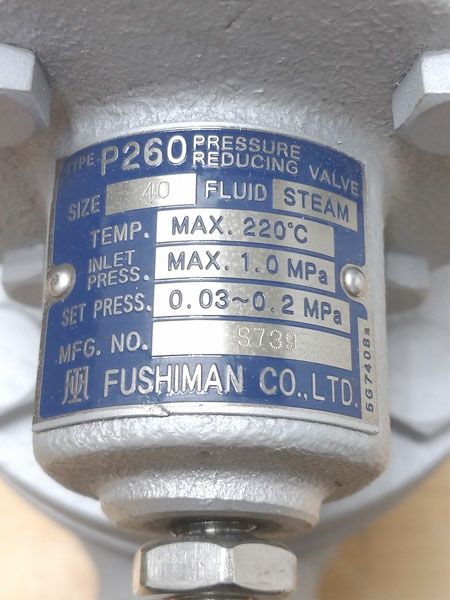 TYPE P260 PRESSURE REDUCING VALVE
SIZE 40 FLUID STEAM
TEMP. MAX. 220°C
INLET PRESS. MAX. 1.0 MPa
SET PRESS. 0.03~0.2 MPa
MFG. NO. S739
FUSHIMAN CO.,LTD.
5G7408a